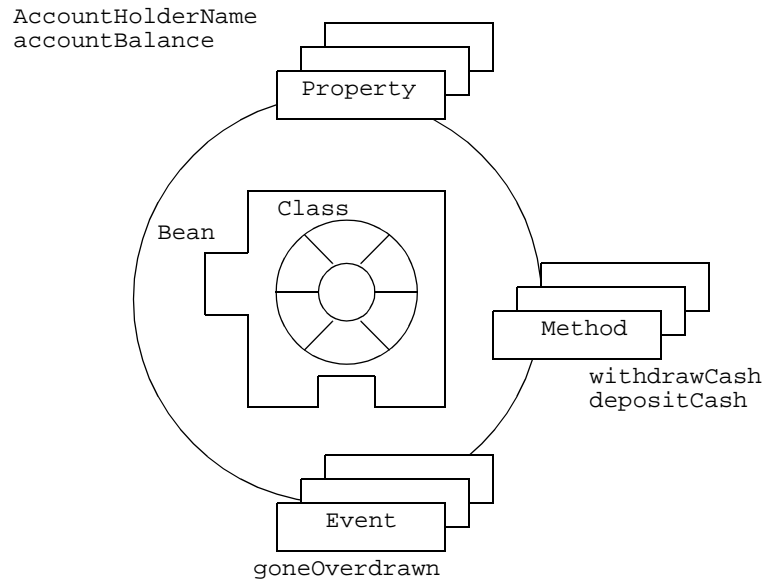 AccountHolderName
accountBalance
Property
Class
Bean
Method
withdrawCash
depositCash
Event
goneOverdrawn